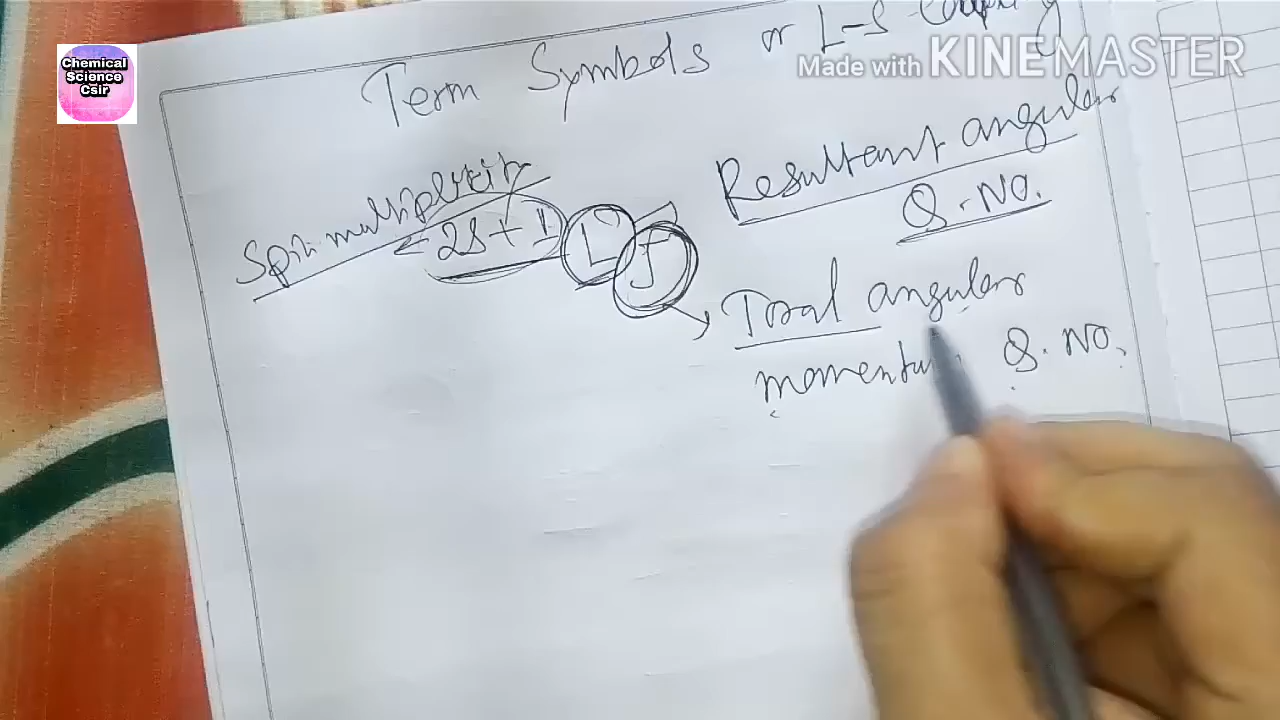 Chemical
Science
Csir
Made with KINEMASTER
Term Symbols or L-S Coupling
Spin multiplicity
2S+1 L J
Resultant angular
Q. NO.
Total angular
momentum Q. NO.